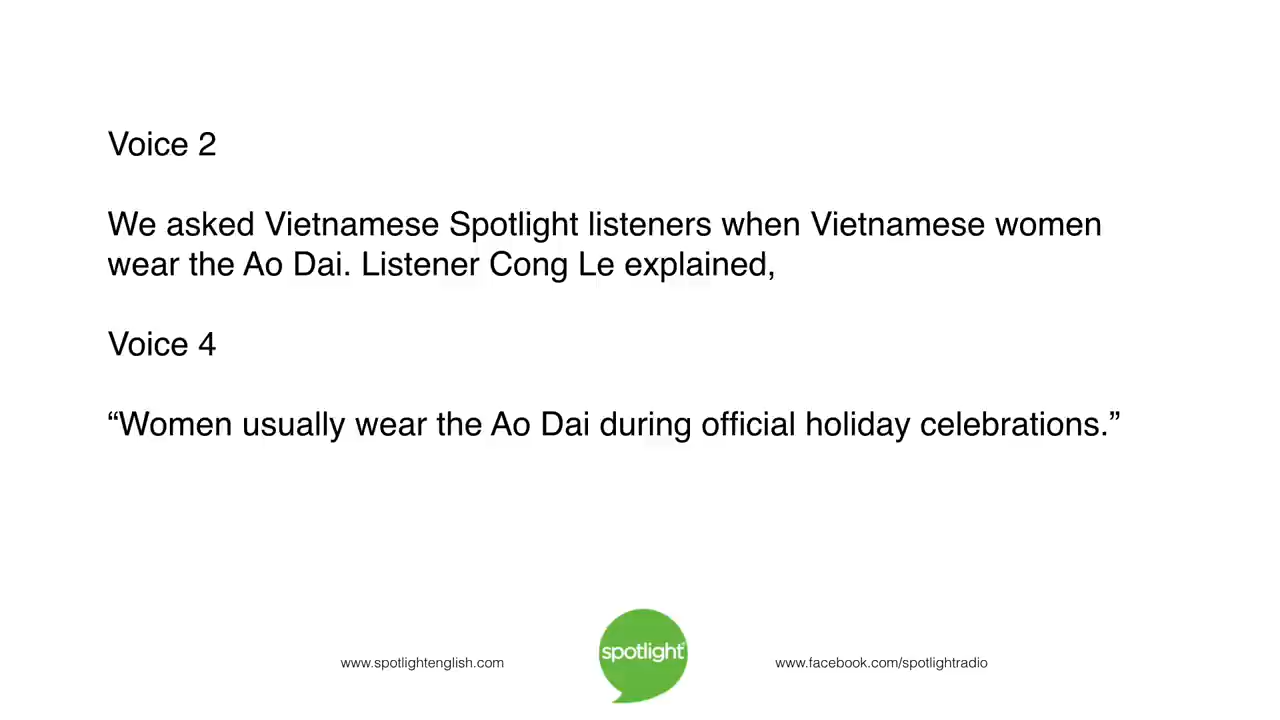 Voice 2
We asked Vietnamese Spotlight listeners when Vietnamese women
wear the Ao Dai. Listener Cong Le explained,
Voice 4
“Women usually wear the Ao Dai during official holiday celebrations.”
www.spotlightenglish.com
spotlight
www.facebook.com/spotlightradio